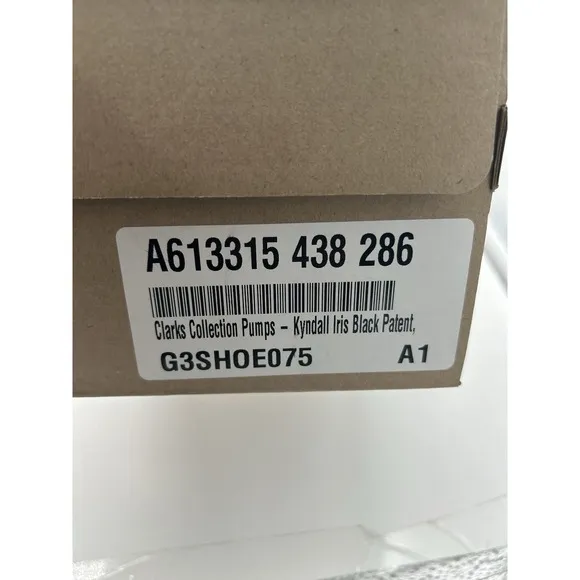 A613315 438 286
Clarks Collection Pumps – Kyndall Iris Black Patent,
G3SHOE075 A1